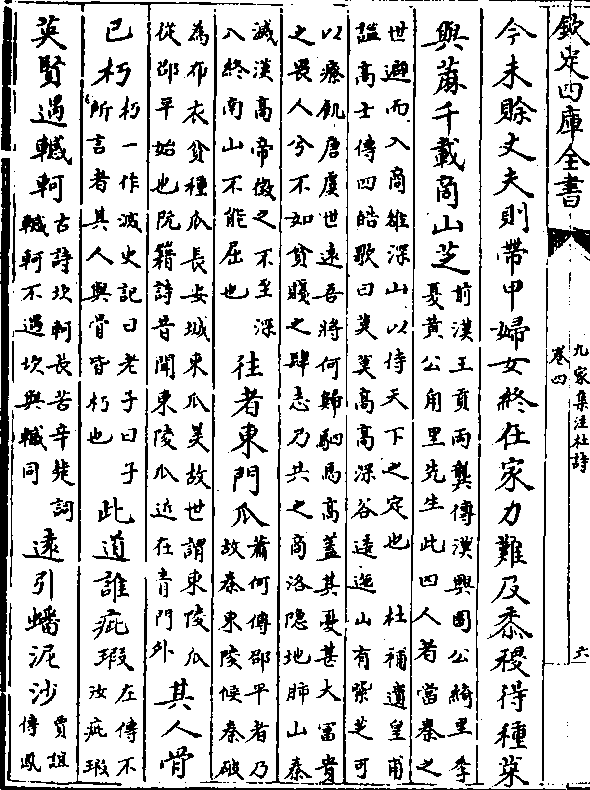 欽定四庫全書
九家集注杜詩
卷四
六
今未賒丈夫則帶甲婦女終在家力難及黍稷得種菜
與蔴千載商山芝
前漢王貢兩龔傳漢興園公綺里季
夏黃公甪里先生此四人者當秦之
世避而入商雒深山以待天下之定也　杜補遺皇甫
謐高士傳四皓歌曰莫莫高高深谷逶迤山有紫芝可
以療飢唐虞世遠吾將何歸駟馬高蓋其憂甚大富貴
之畏人兮不如貧賤之肆志乃共之商洛隱地肺山秦
滅漢高帝徵之不至深
入終南山不能屈也
往者東門瓜
蕭何傳邵平者乃
故秦東陵侯秦破
為布衣貧種瓜長安城東瓜美故世謂東陵瓜
從邵平始也阮籍詩昔聞東陵瓜近在青門外
其人骨
已朽
朽一作滅史記曰老子曰子
所言者其人與骨皆朽也
此道誰疵瑕
左傳不
汝疵瑕
英賢遇轗軻
古詩坎軻長苦辛楚詞
轗軻不遇坎與轗同
遠引蟠泥沙
賈誼
傳鳳